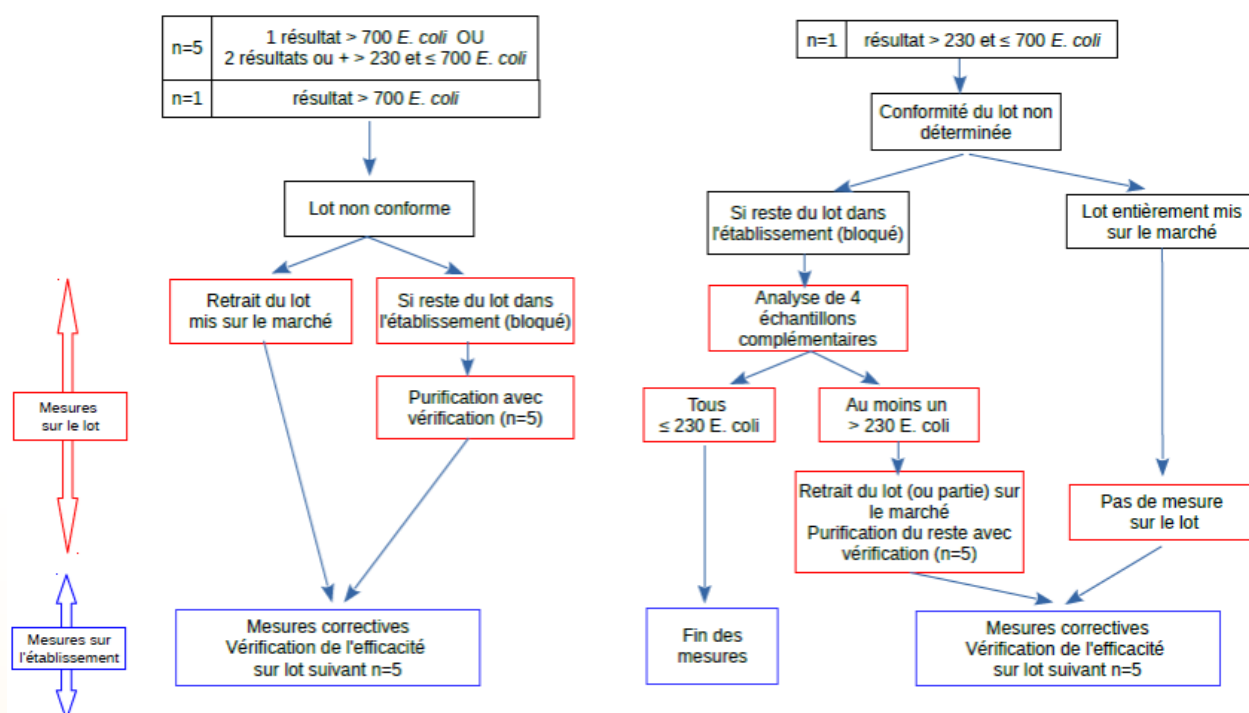 n=5
1 résultat > 700 E. coli OU
2 résultats ou + > 230 et ≤ 700 E. coli
n=1
résultat > 700 E. coli
Lot non conforme
Retrait du lot
mis sur le marché
Si reste du lot dans
l'établissement (bloqué)
Purification avec
vérification (n=5)
Mesures
sur le lot
Mesures sur
l'établissement
Mesures correctives
Vérification de l'efficacité
sur lot suivant n=5
n=1
résultat > 230 et ≤ 700 E. coli
Conformité du lot non
déterminée
Si reste du lot dans
l'établissement (bloqué)
Lot entièrement mis
sur le marché
Analyse de 4
échantillons
complémentaires
Tous
≤ 230 E. coli
Au moins un
> 230 E. coli
Retrait du lot (ou partie) sur
le marché
Purification du reste avec
vérification (n=5)
Pas de mesure
sur le lot
Fin des
mesures
Mesures correctives
Vérification de l'efficacité
sur lot suivant n=5